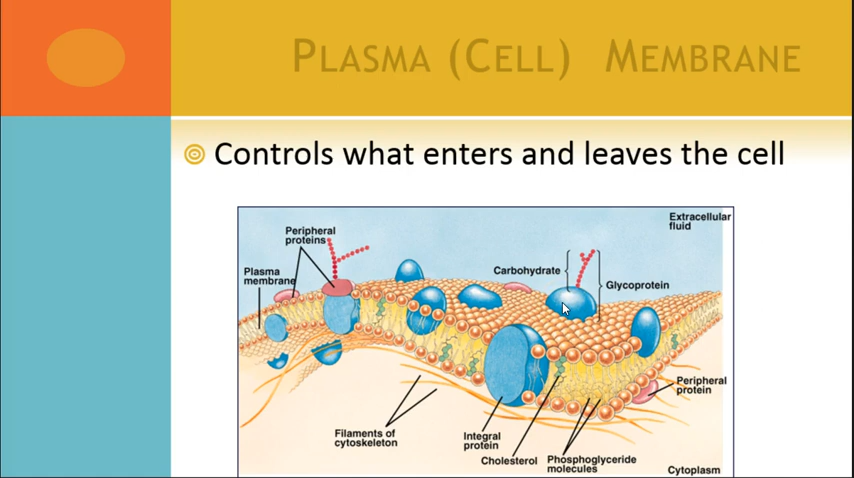 PLASMA (CELL) MEMBRANE
Controls what enters and leaves the cell
Extracellular
fluid
Peripheral
proteins
Carbohydrate
Plasma
membrane
Glycoprotein
Peripheral
protein
Filaments of
cytoskeleton
Integral
protein
Cholesterol
Phosphoglyceride
molecules
Cytoplasm